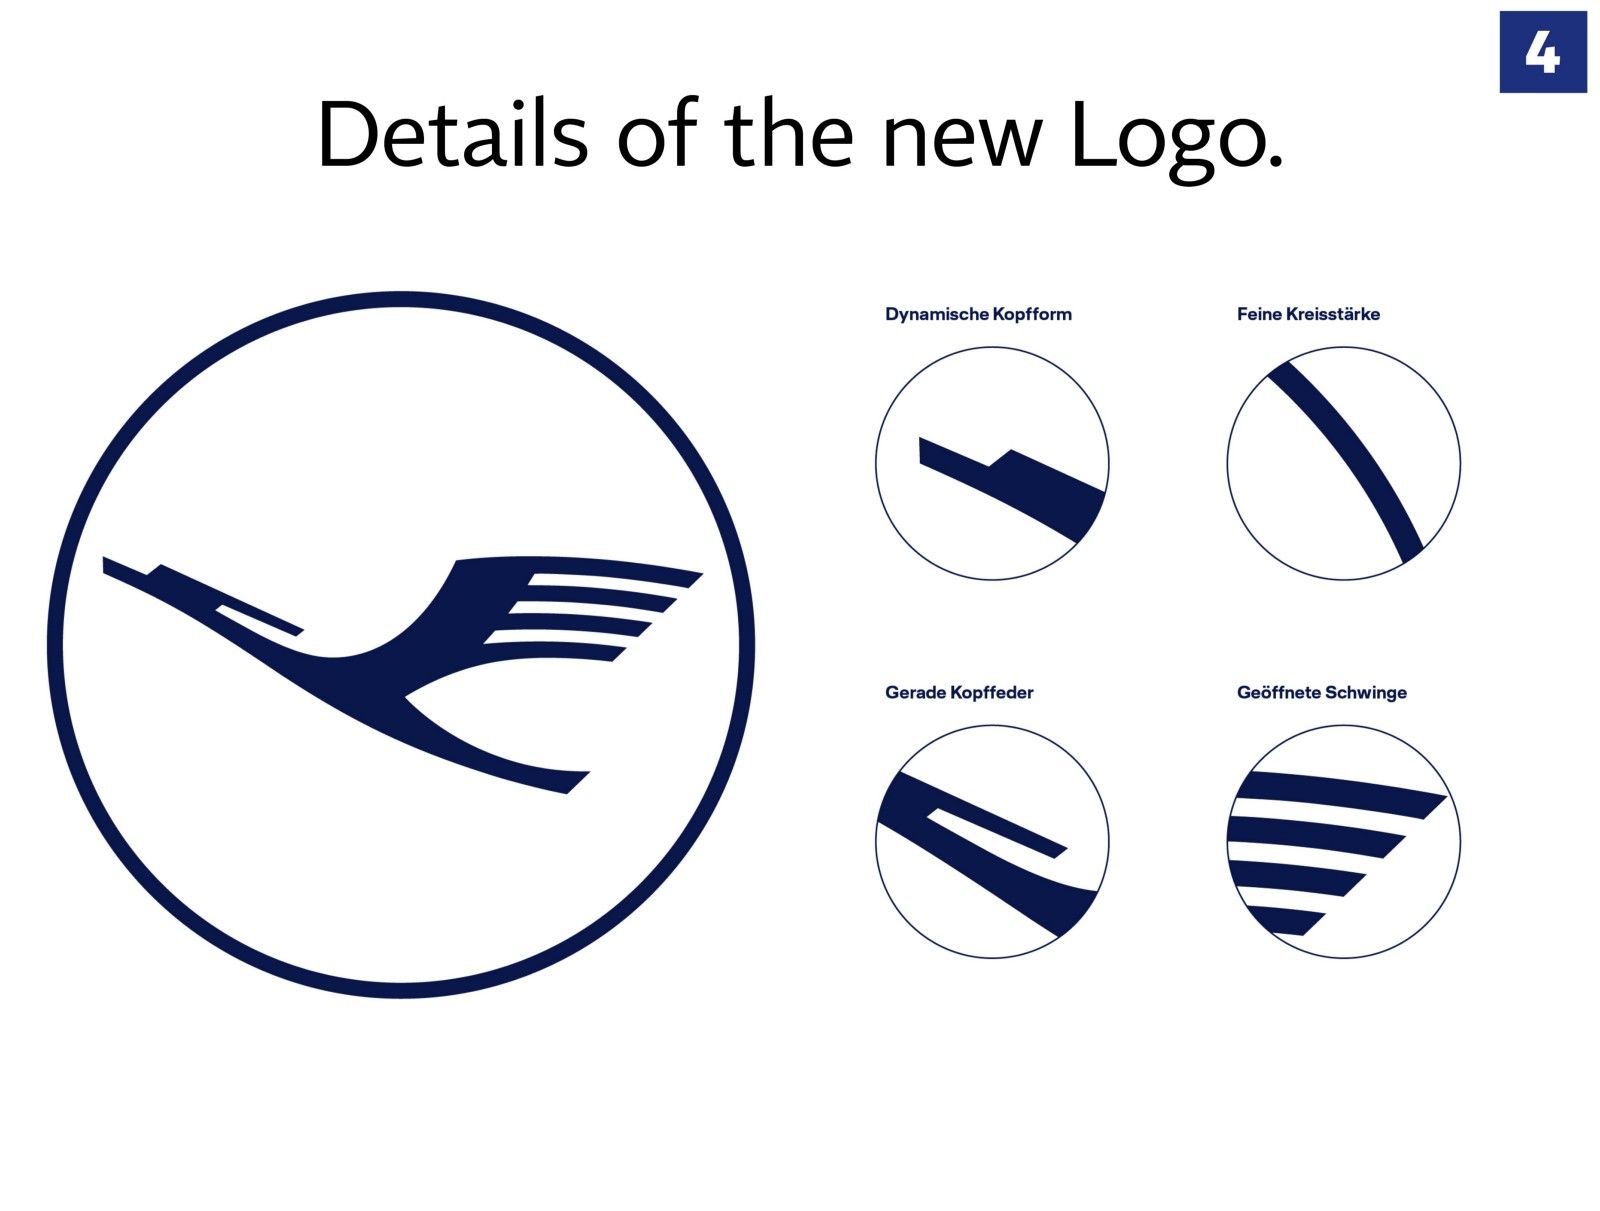 4
Details of the new Logo.
Dynamische Kopfform
Feine Kreisstärke
Gerade Kopffeder
Geöffnete Schwinge